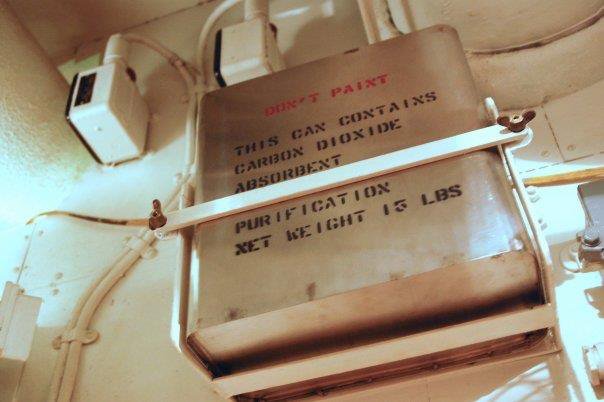 DON'T PAINT
THIS CAN CONTAINS
CARBON DIOXIDE
ABSORBENT
PURIFICATION
NET WEIGHT 15 LBS